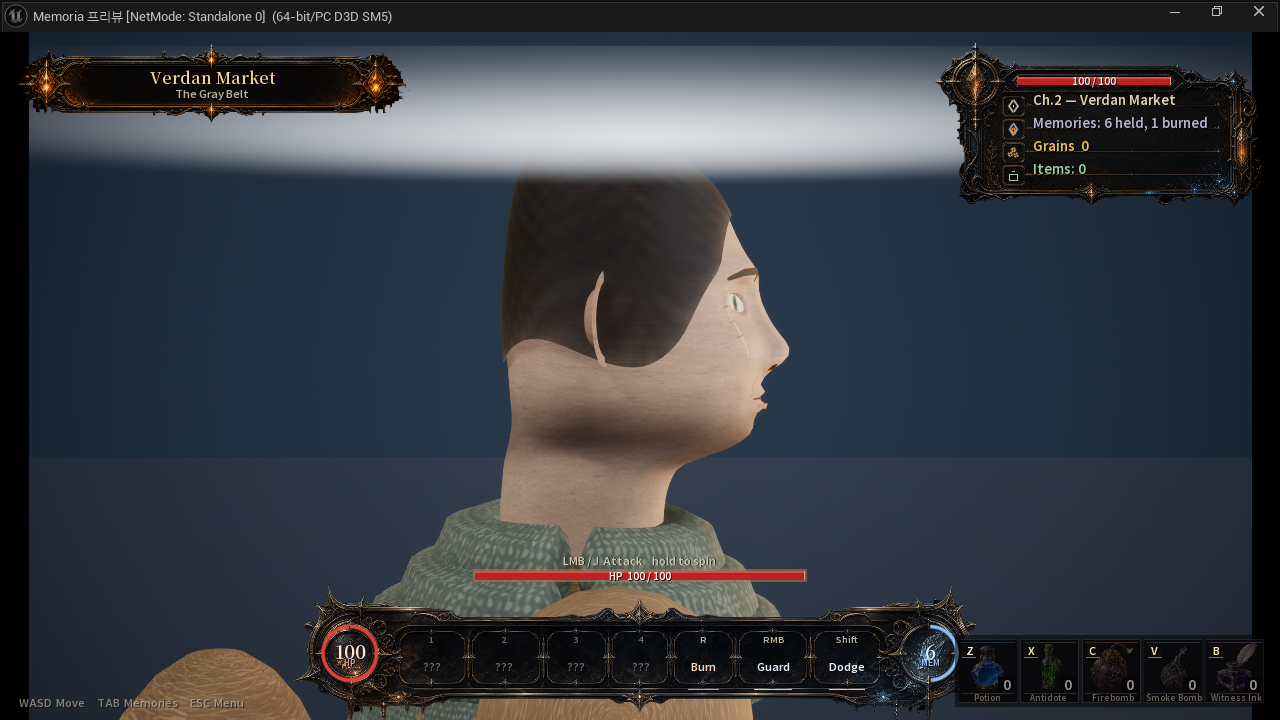 Memoria 프리뷰 [NetMode: Standalone 0] (64-bit/PC D3D SM5)
Verdan Market
The Gray Belt
100 / 100
Ch.2 — Verdan Market
Memories: 6 held, 1 burned
Grains 0
Items: 0
LMB / J Attack hold to spin
HP 100 / 100
1 2 3 4 R RMB Shift
100 HP
??? ??? ??? ??? Burn Guard Dodge
6 MEM
Z X C V B
0 0 0 0 0
Potion Antidote Firebomb Smoke Bomb Witness Ink
WASD Move TAB Memories ESC Menu